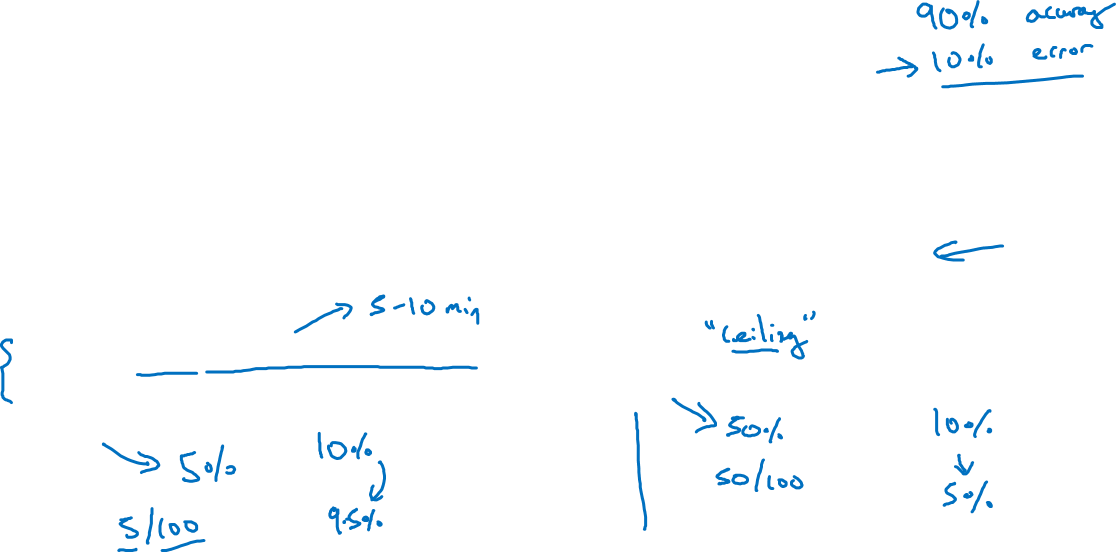 90% accuracy
10% error
5-10 min
"ceiling"
5% 10%
5/100 9.5%
50% 10%
50/100 5%